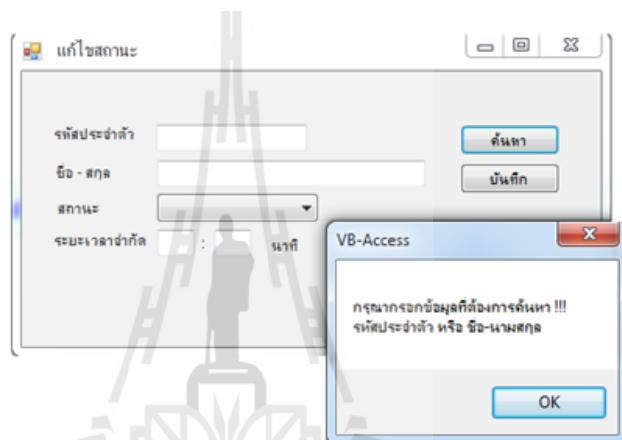 แก้ไขสถานะ
รหัสประจำตัว
ค้นหา
ชื่อ - สกุล
บันทึก
สถานะ
ระยะเวลาจำกัด : นาที
VB-Access
กรุณากรอกข้อมูลที่ต้องการค้นหา !!!
รหัสประจำตัว หรือ ชื่อ-นามสกุล
OK